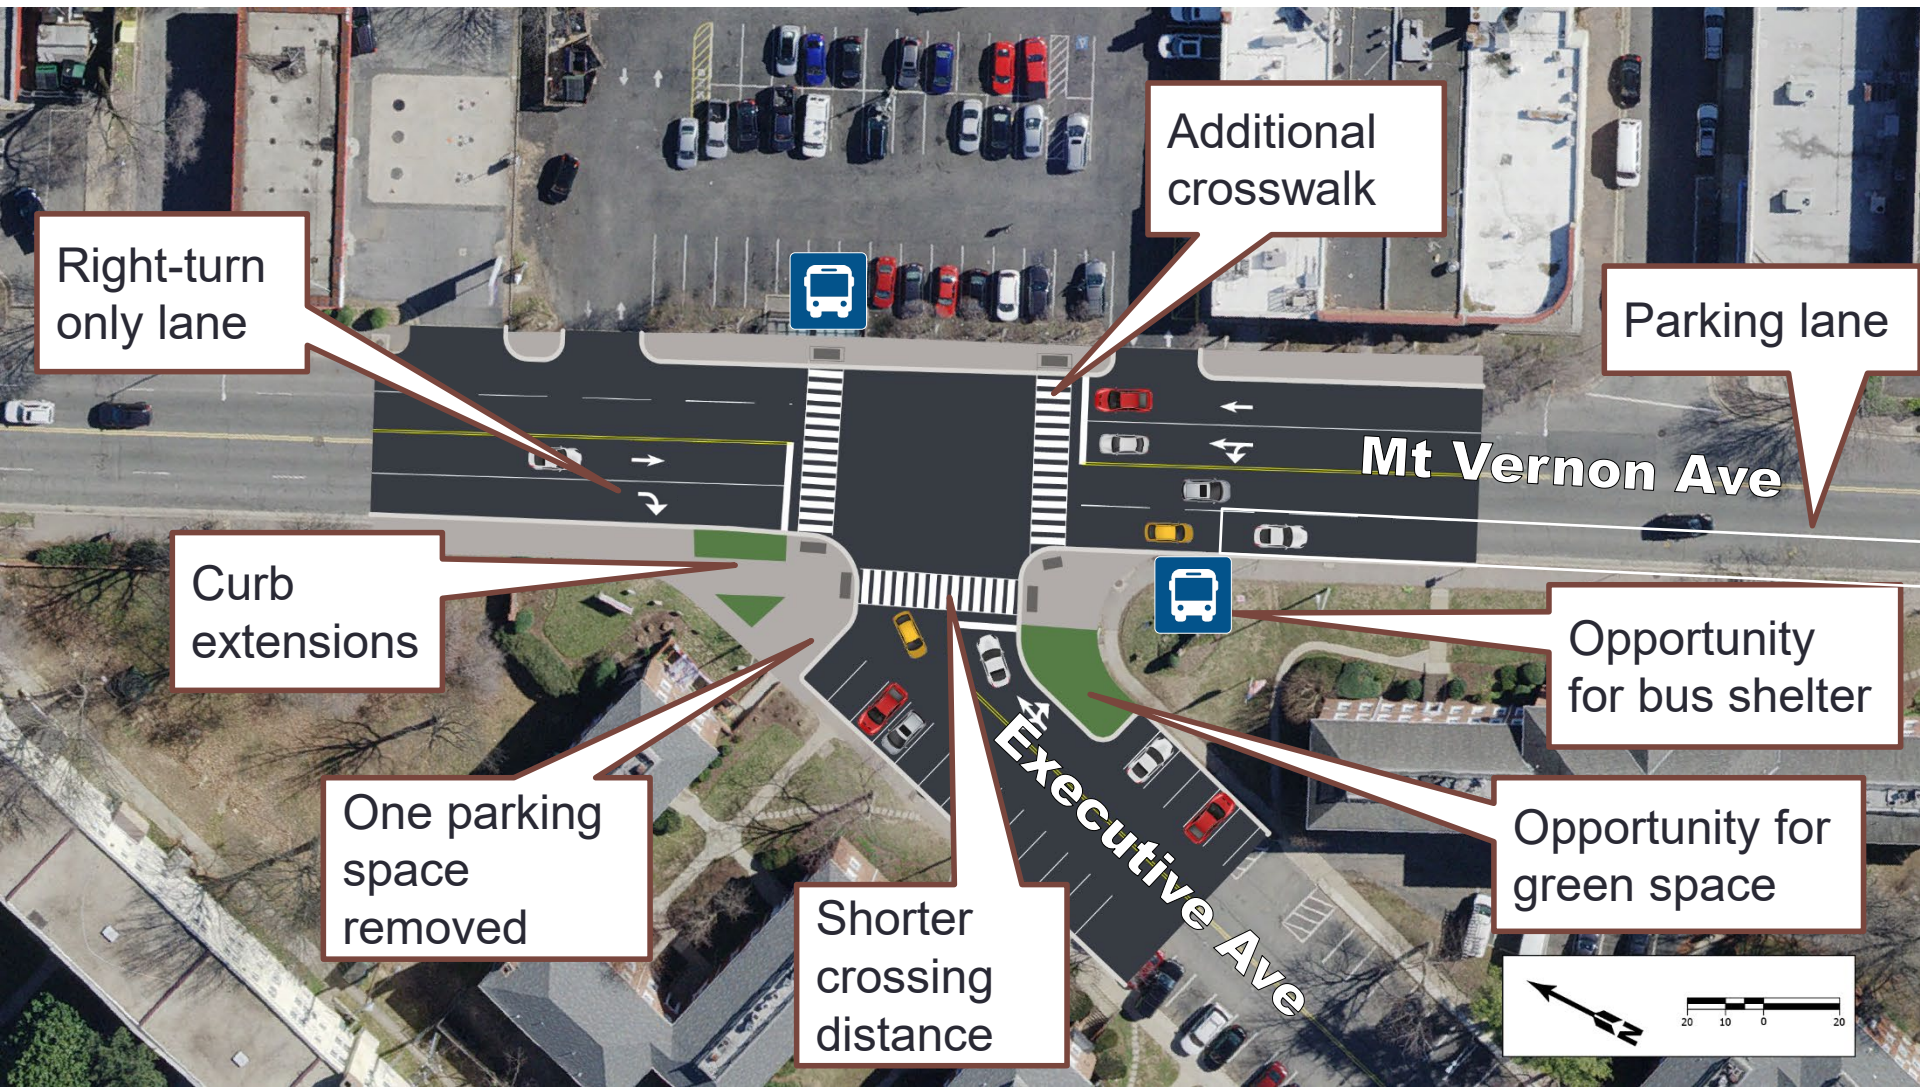 Additional
crosswalk
Right-turn
only lane
Parking lane
Mt Vernon Ave
Curb
extensions
Opportunity
for bus shelter
One parking
space
removed
Executive Ave
Opportunity for
green space
Shorter
crossing
distance
N
20 10 0 20